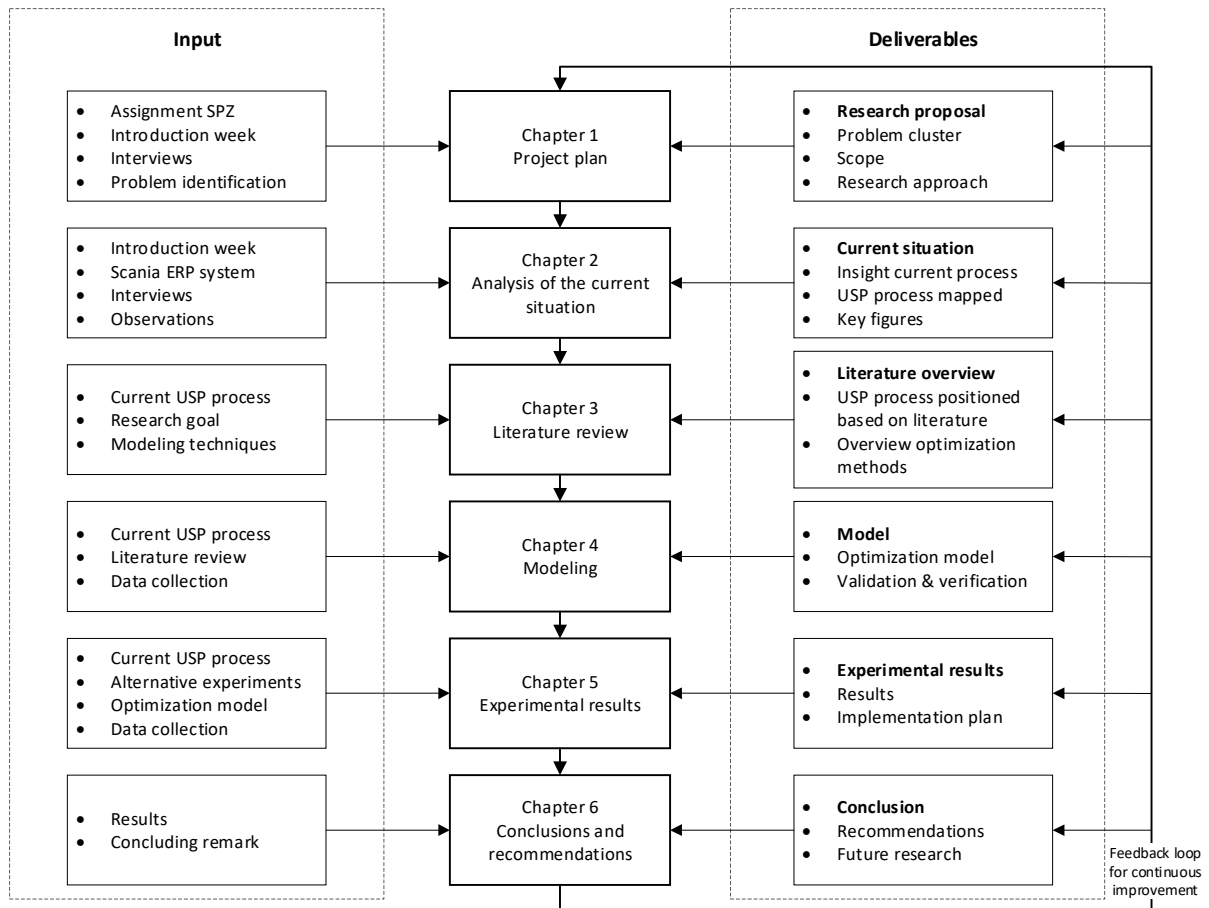 Input
Deliverables
• Assignment SPZ
• Introduction week
• Interviews
• Problem identification
Chapter 1
Project plan
• Research proposal
• Problem cluster
• Scope
• Research approach
• Introduction week
• Scania ERP system
• Interviews
• Observations
Chapter 2
Analysis of the current
situation
• Current situation
• Insight current process
• USP process mapped
• Key figures
• Current USP process
• Research goal
• Modeling techniques
Chapter 3
Literature review
• Literature overview
• USP process positioned
based on literature
• Overview optimization
methods
• Current USP process
• Literature review
• Data collection
Chapter 4
Modeling
• Model
• Optimization model
• Validation & verification
• Current USP process
• Alternative experiments
• Optimization model
• Data collection
Chapter 5
Experimental results
• Experimental results
• Results
• Implementation plan
• Results
• Concluding remark
Chapter 6
Conclusions and
recommendations
• Conclusion
• Recommendations
• Future research
Feedback loop
for continuous
improvement